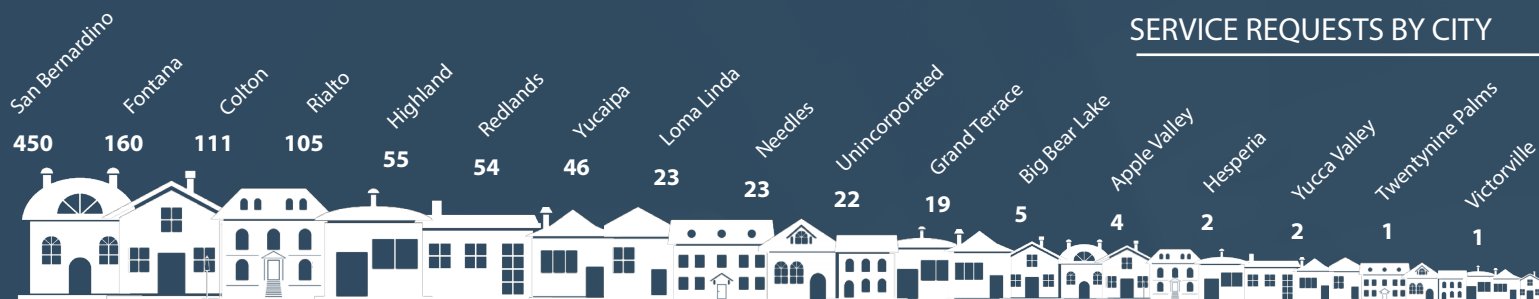 SERVICE REQUESTS BY CITY
San Bernardino
450
Fontana
160
Colton
111
Rialto
105
Highland
55
Redlands
54
Yucaipa
46
Loma Linda
23
Needles
23
Unincorporated
22
Grand Terrace
19
Big Bear Lake
5
Apple Valley
4
Hesperia
2
Yucca Valley
2
Twentynine Palms
1
Victorville
1